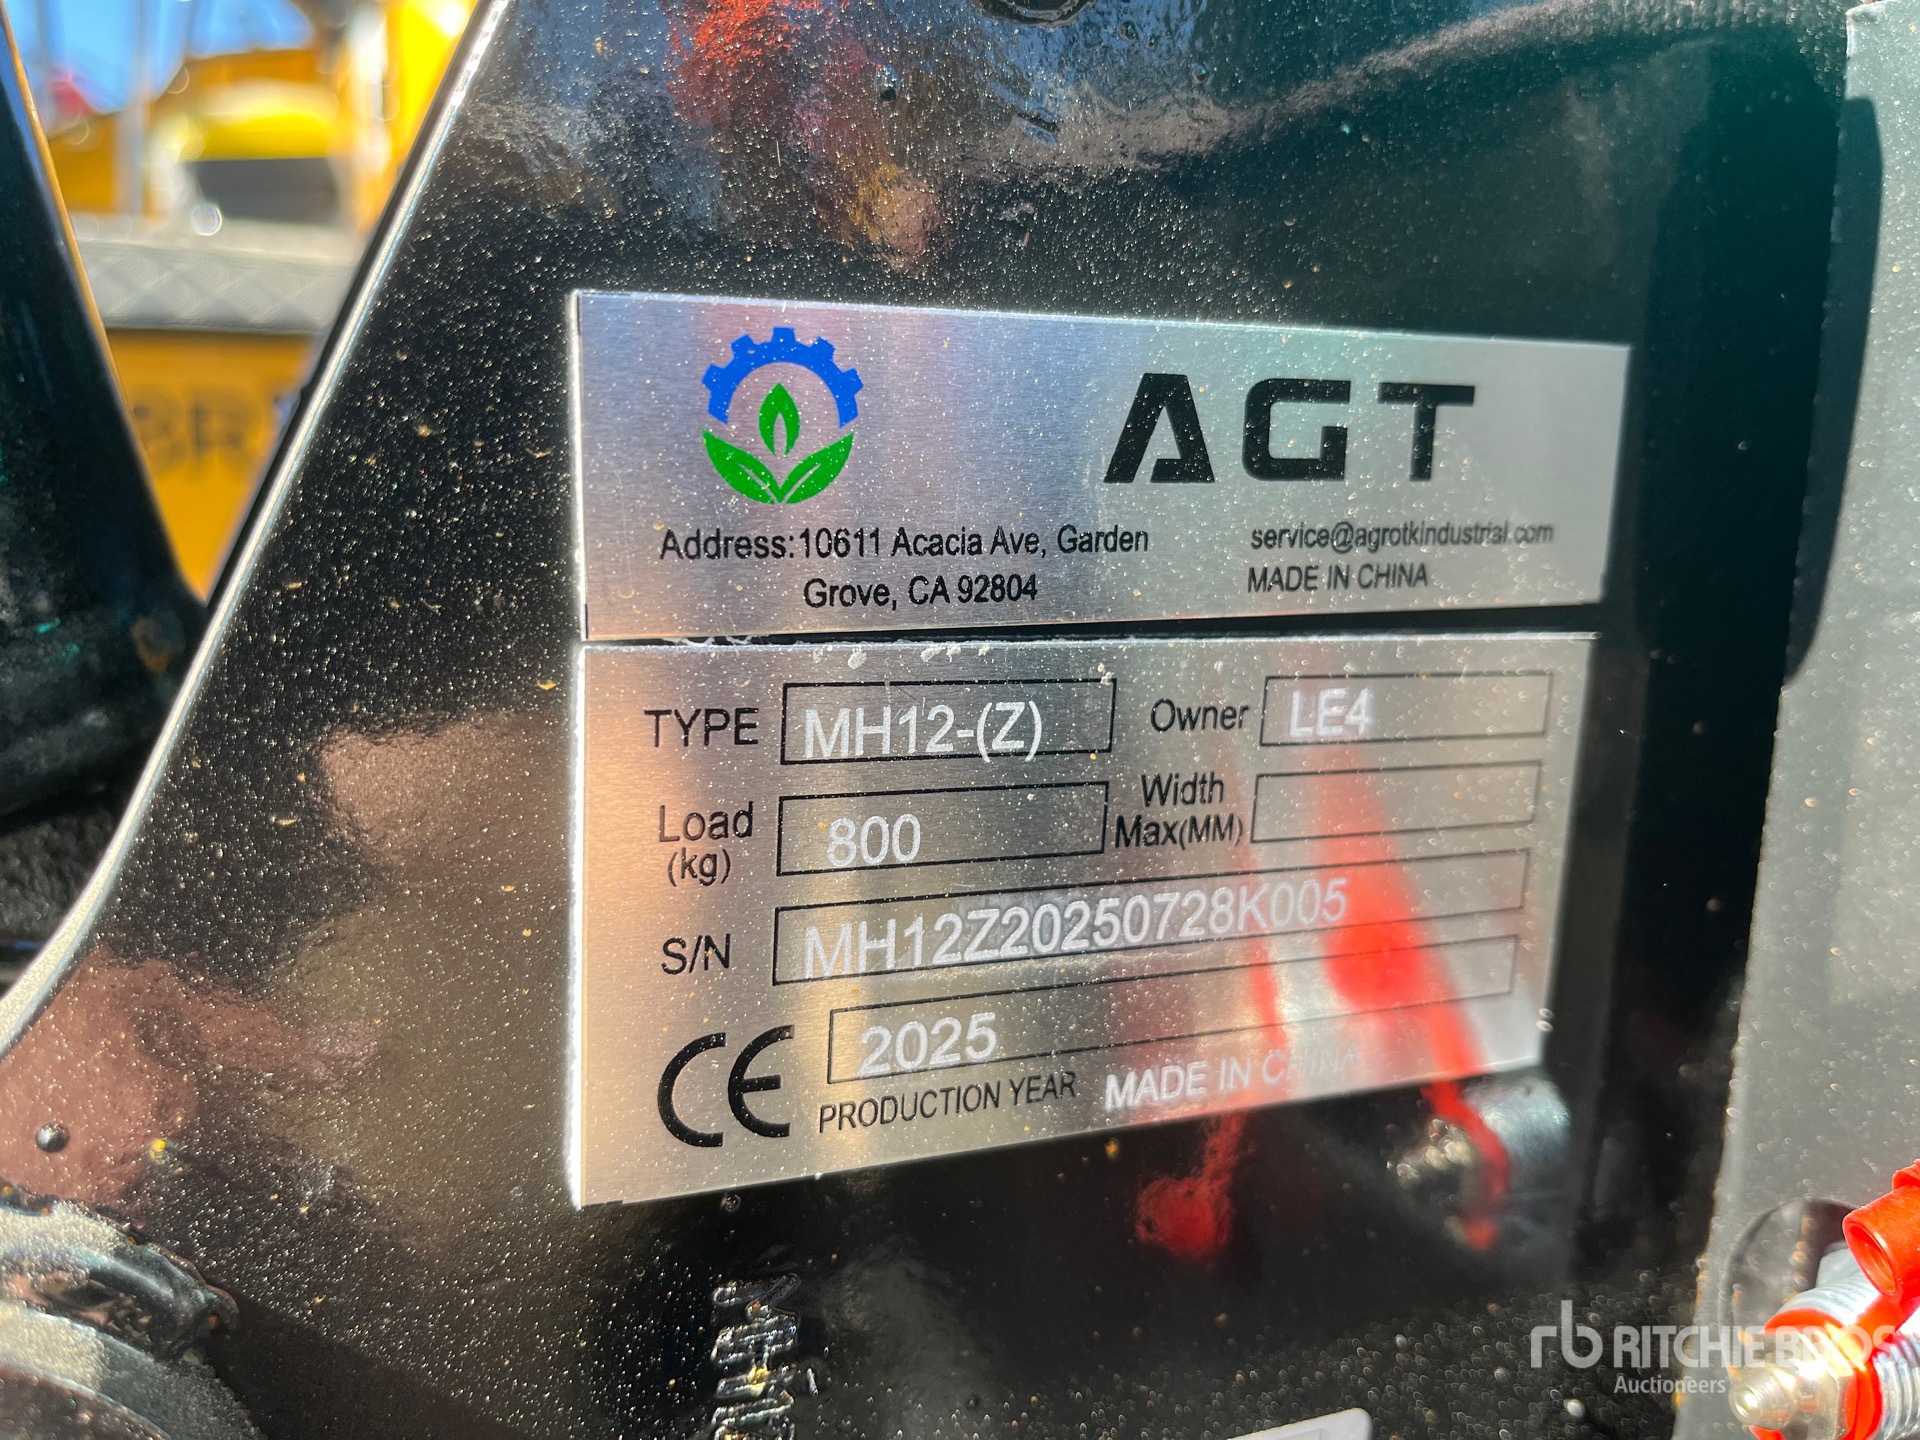 AGT
Address:10611 Acacia Ave, Garden
Grove, CA 92804
service@agrotkindustrial.com
MADE IN CHINA
TYPE MH12-(Z) Owner LE4
Load (kg) 800 Width Max(MM)
S/N MH12Z20250728K005
CE 2025
PRODUCTION YEAR MADE IN CHINA
rb RITCHIE BROS
Auctioneers